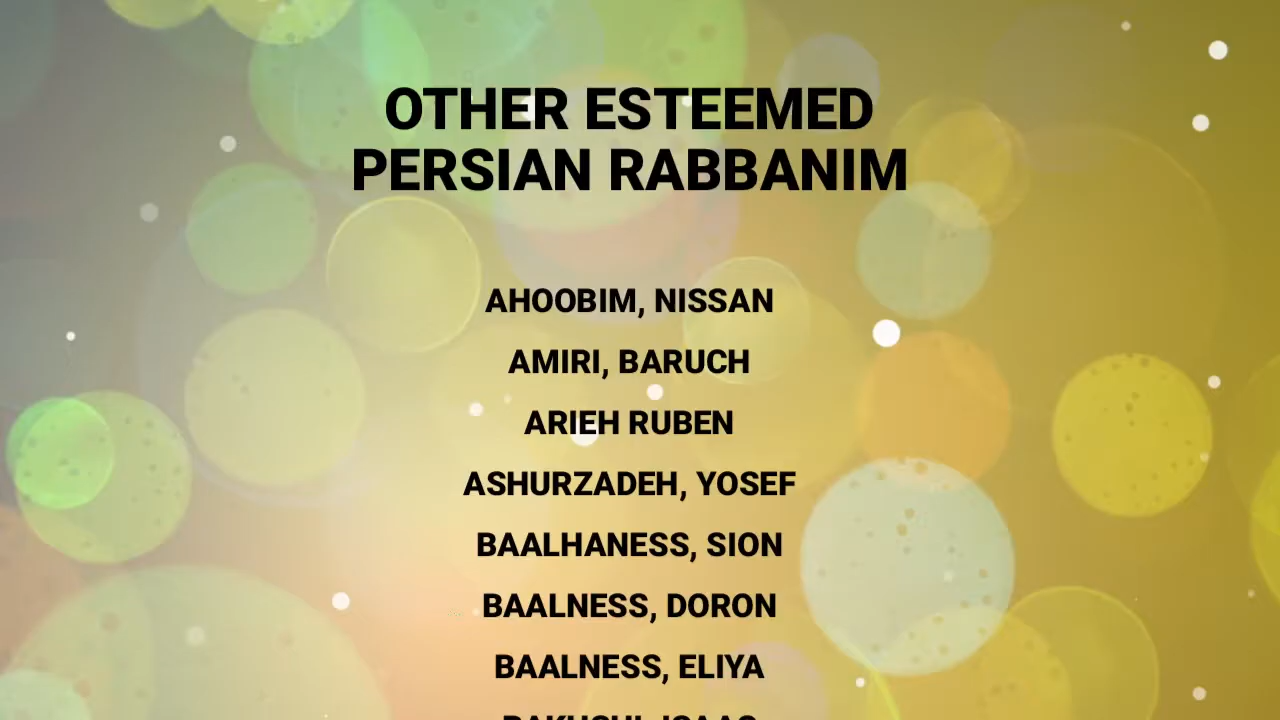 OTHER ESTEEMED
PERSIAN RABBANIM
AHOOBIM, NISSAN
AMIRI, BARUCH
ARIEH RUBEN
ASHURZADEH, YOSEF
BAALHANESS, SION
BAALNESS, DORON
BAALNESS, ELIYA